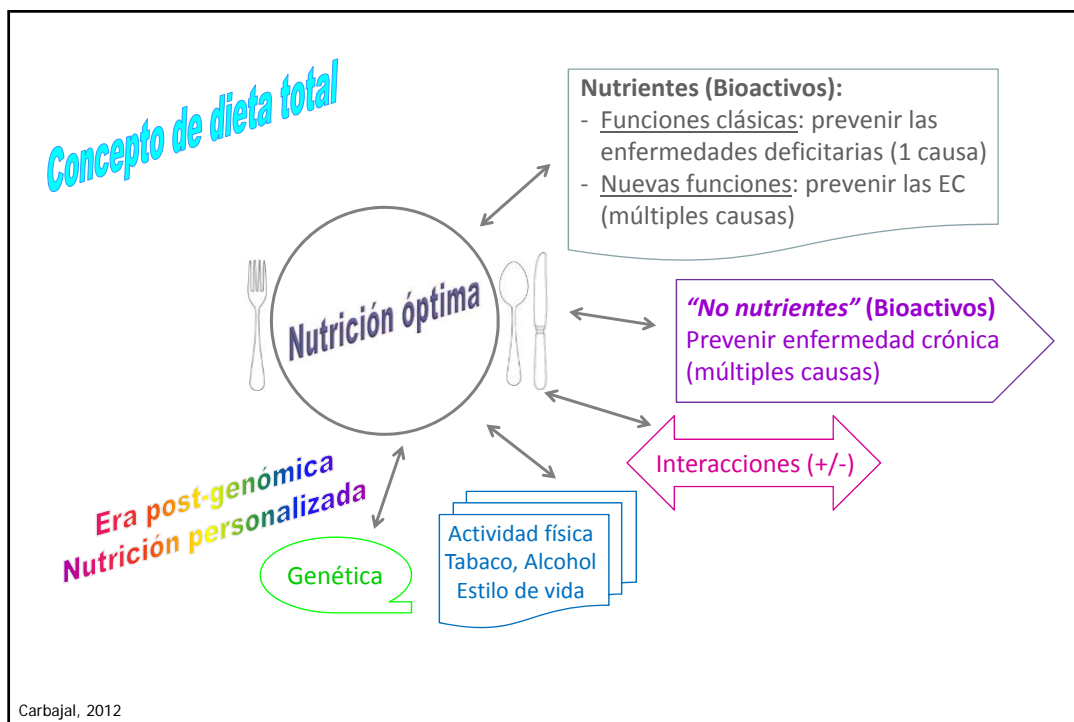 Concepto de dieta total
Nutrientes (Bioactivos):
- Funciones clásicas: prevenir las
enfermedades deficitarias (1 causa)
- Nuevas funciones: prevenir las EC
(múltiples causas)
Nutrición óptima
"No nutrientes" (Bioactivos)
Prevenir enfermedad crónica
(múltiples causas)
Interacciones (+/-)
Era post-genómica
Nutrición personalizada
Genética
Actividad física
Tabaco, Alcohol
Estilo de vida
Carbajal, 2012